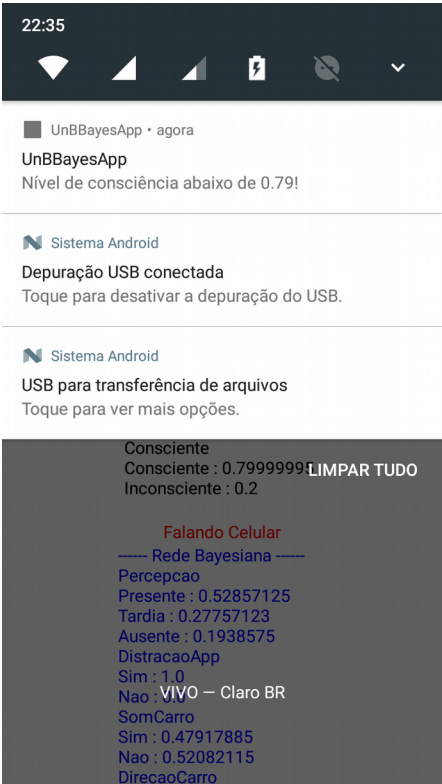 22:35
UnBBayesApp • agora
UnBBayesApp
Nível de consciência abaixo de 0.79!
Sistema Android
Depuração USB conectada
Toque para desativar a depuração do USB.
Sistema Android
USB para transferência de arquivos
Toque para ver mais opções.
Consciente
Consciente : 0.79999995
LIMPAR TUDO
Inconsciente : 0.2
Falando Celular
------ Rede Bayesiana ------
Percepcao
Presente : 0.52857125
Tardia : 0.27757123
Ausente : 0.1938575
DistracaoApp
Sim : 1.0
Nao : 0.0
VIVO — Claro BR
SomCarro
Sim : 0.47917885
Nao : 0.52082115
DirecaoCarro